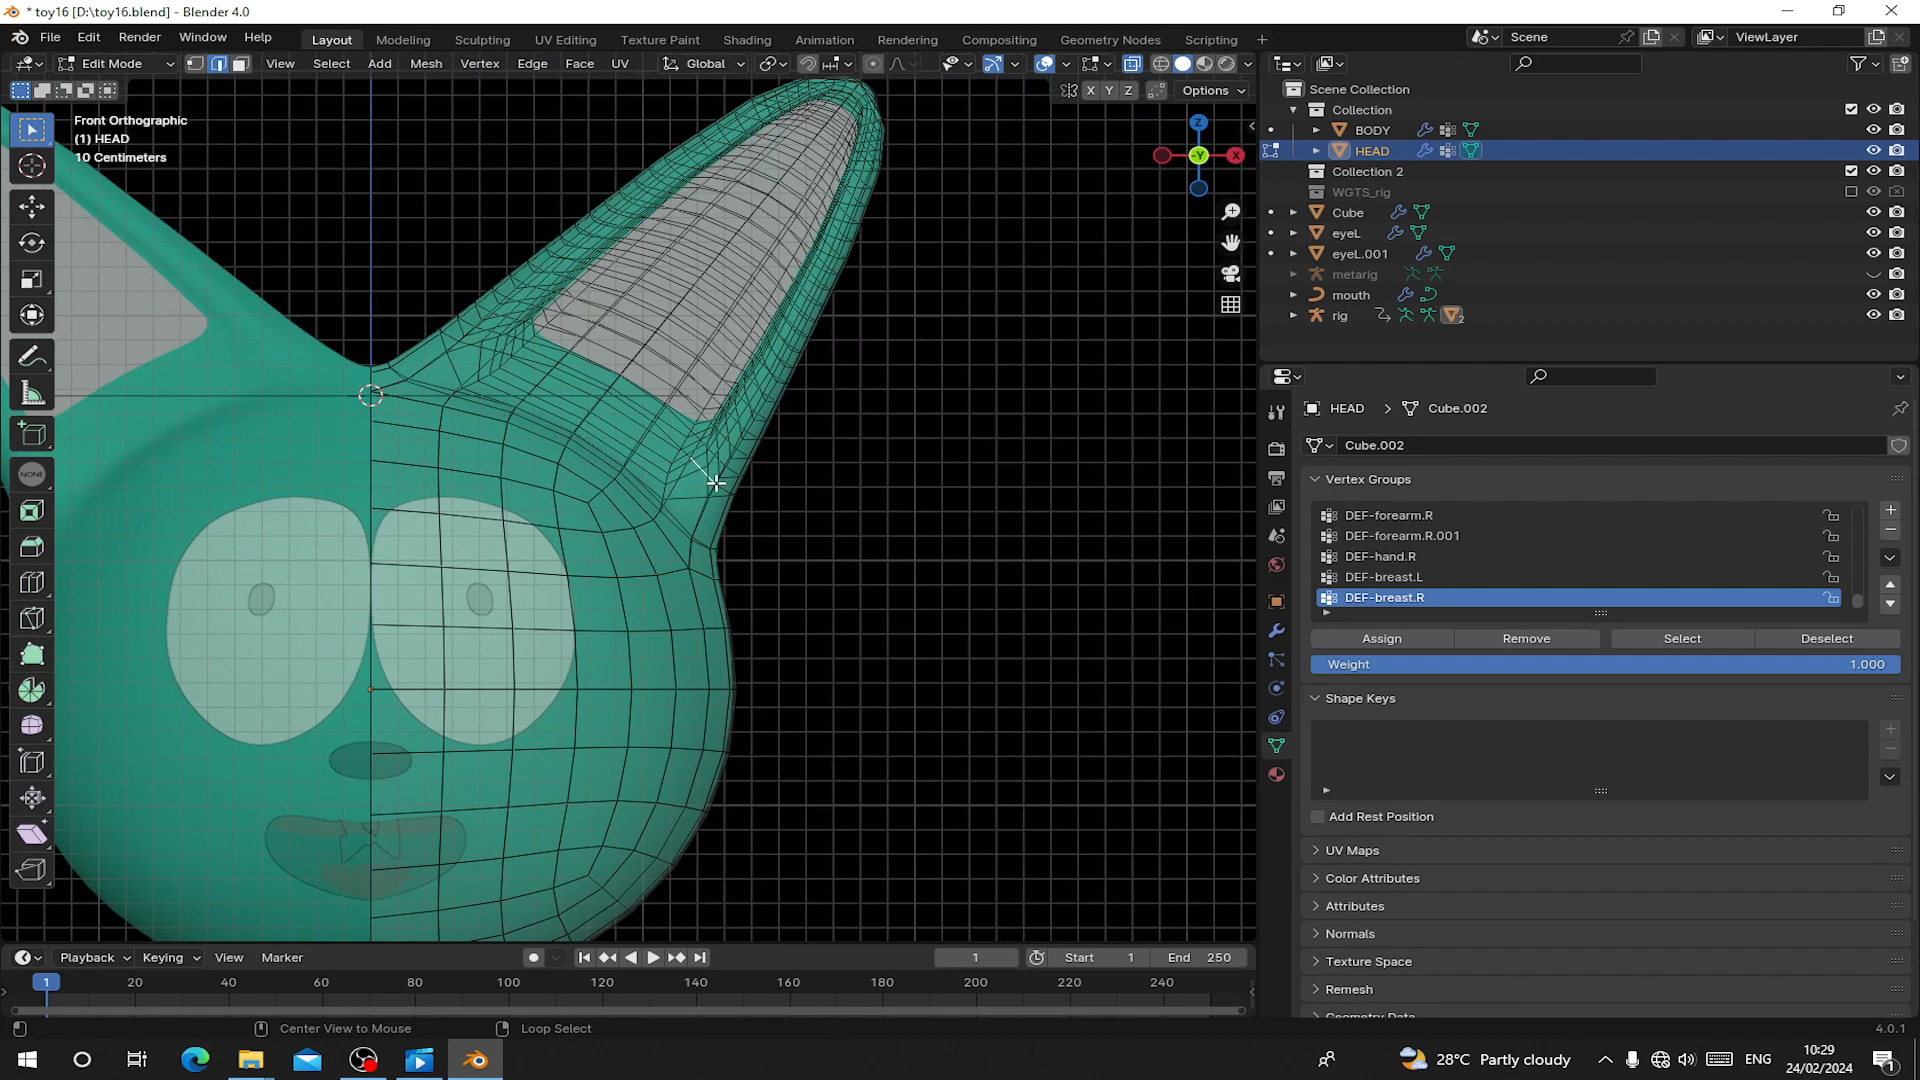 * toy16 [D:\toy16.blend] - Blender 4.0
File Edit Render Window Help
Layout Modeling Sculpting UV Editing Texture Paint Shading Animation Rendering Compositing Geometry Nodes Scripting +
Scene
ViewLayer
Edit Mode View Select Add Mesh Vertex Edge Face UV Global
X Y Z Options
Front Orthographic
(1) HEAD
10 Centimeters
Z
-Y
X
NONE
Scene Collection
Collection
BODY
HEAD
Collection 2
WGTS_rig
Cube
eyeL
eyeL.001
metarig
mouth
rig 2
HEAD > Cube.002
Cube.002
Vertex Groups
DEF-forearm.R
DEF-forearm.R.001
DEF-hand.R
DEF-breast.L
DEF-breast.R
Assign Remove Select Deselect
Weight 1.000
Shape Keys
Add Rest Position
UV Maps
Color Attributes
Attributes
Normals
Texture Space
Remesh
Geometry Data
Playback Keying View Marker 1 Start 1 End 250
1 20 40 60 80 100 120 140 160 180 200 220 240
Center View to Mouse Loop Select 4.0.1
28°C Partly cloudy ENG 10:29
24/02/2024 1